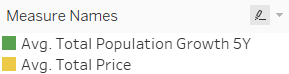 Measure Names
Avg. Total Population Growth 5Y
Avg. Total Price